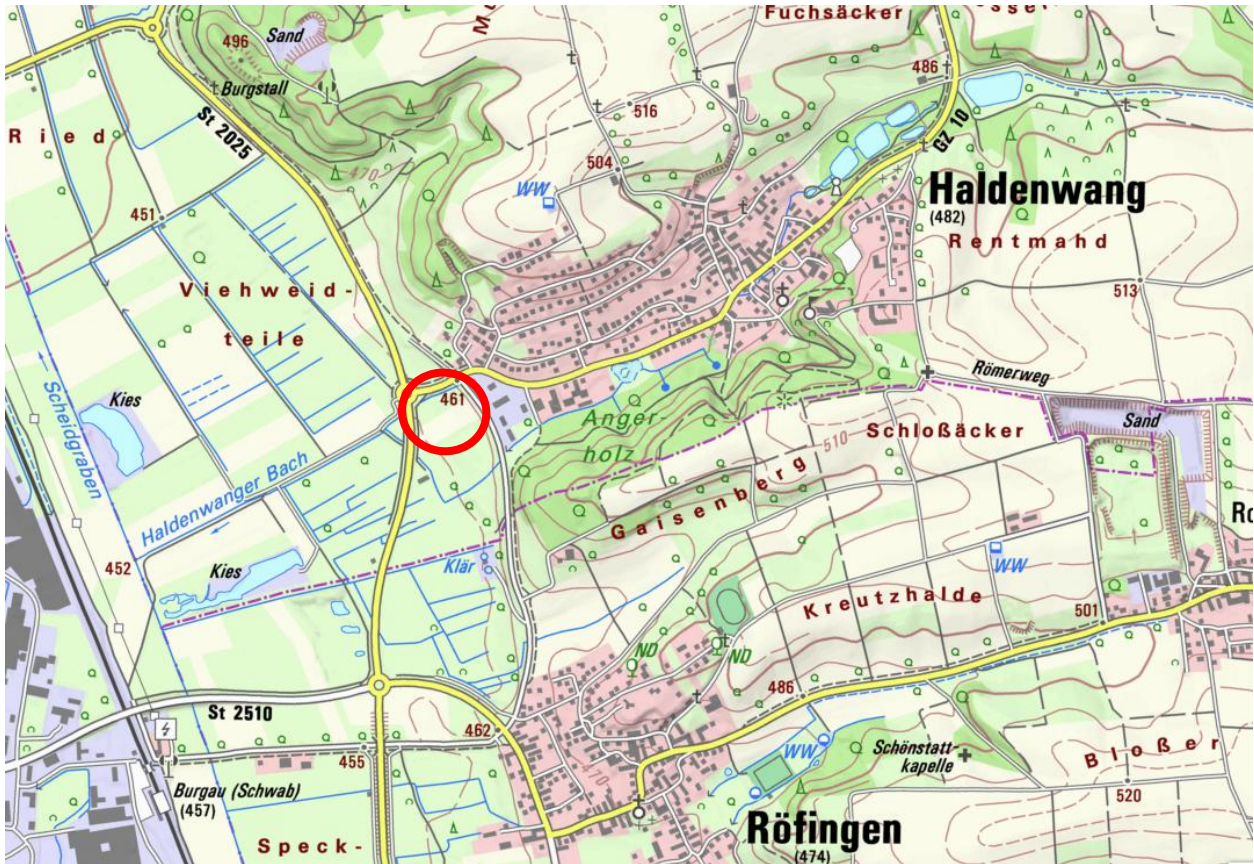 Fuchsäcker
Sand
496
486
Burgstall
516
GZ 10
Ried
St 2025
504
470
Haldenwang
WW
(482)
451
Rentmahd
Viehweid-
513
teile
Scheidgraben
Römerweg
461
Kies
Anger-
holz
510
Schloßäcker
Sand
Gaisenberg
Haldenwanger Bach
Klär
WW
452
Kies
Kreutzhalde
501
ND
ND
486
St 2510
462
WW
Schönstatt-
kapelle
Bloßer
455
Burgau (Schwab)
(457)
70
520
Röfingen
(474)
Speck-